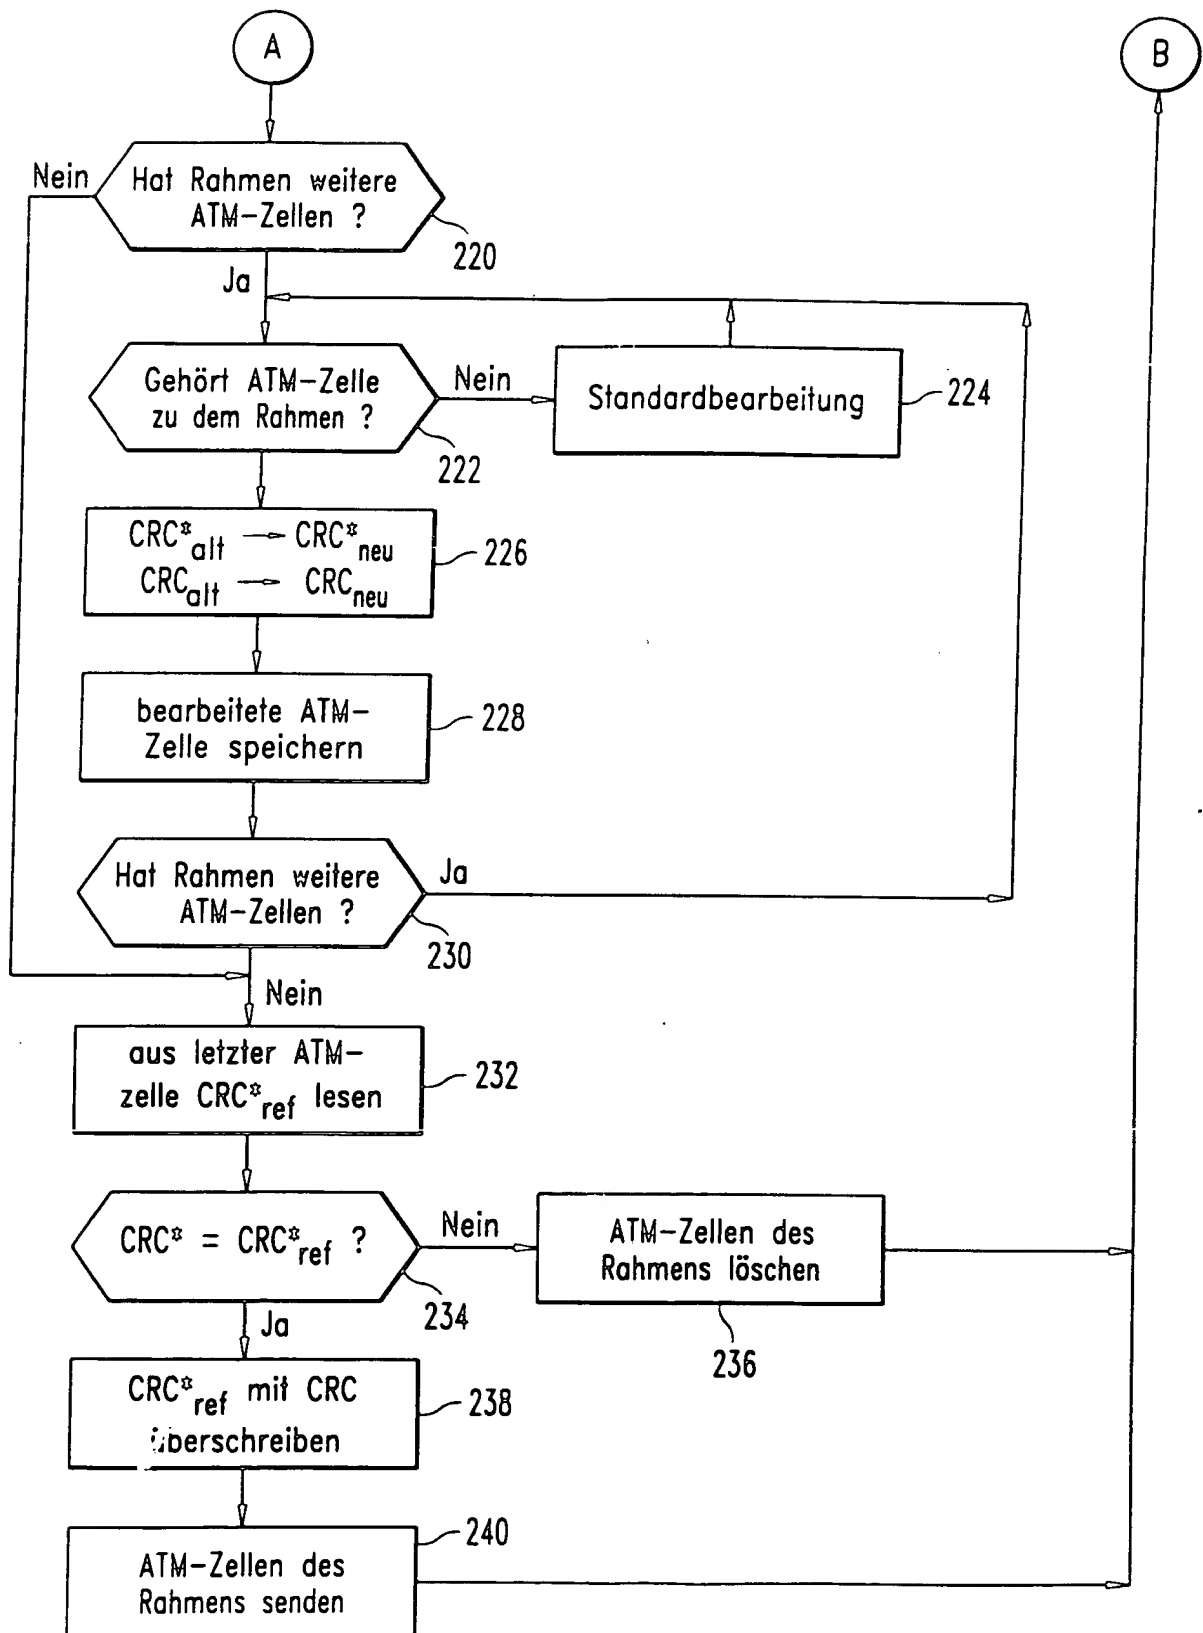 A
B
Nein
Hat Rahmen weitere
ATM-Zellen ?
220
Ja
Gehört ATM-Zelle
zu dem Rahmen ?
222
Nein
Standardbearbeitung
224
CRC*alt → CRC*neu
CRCalt → CRCneu
226
bearbeitete ATM-
Zelle speichern
228
Hat Rahmen weitere
ATM-Zellen ?
230
Ja
Nein
aus letzter ATM-
zelle CRC*ref lesen
232
CRC* = CRC*ref ?
234
Nein
ATM-Zellen des
Rahmens löschen
236
Ja
CRC*ref mit CRC
überschreiben
238
ATM-Zellen des
Rahmens senden
240